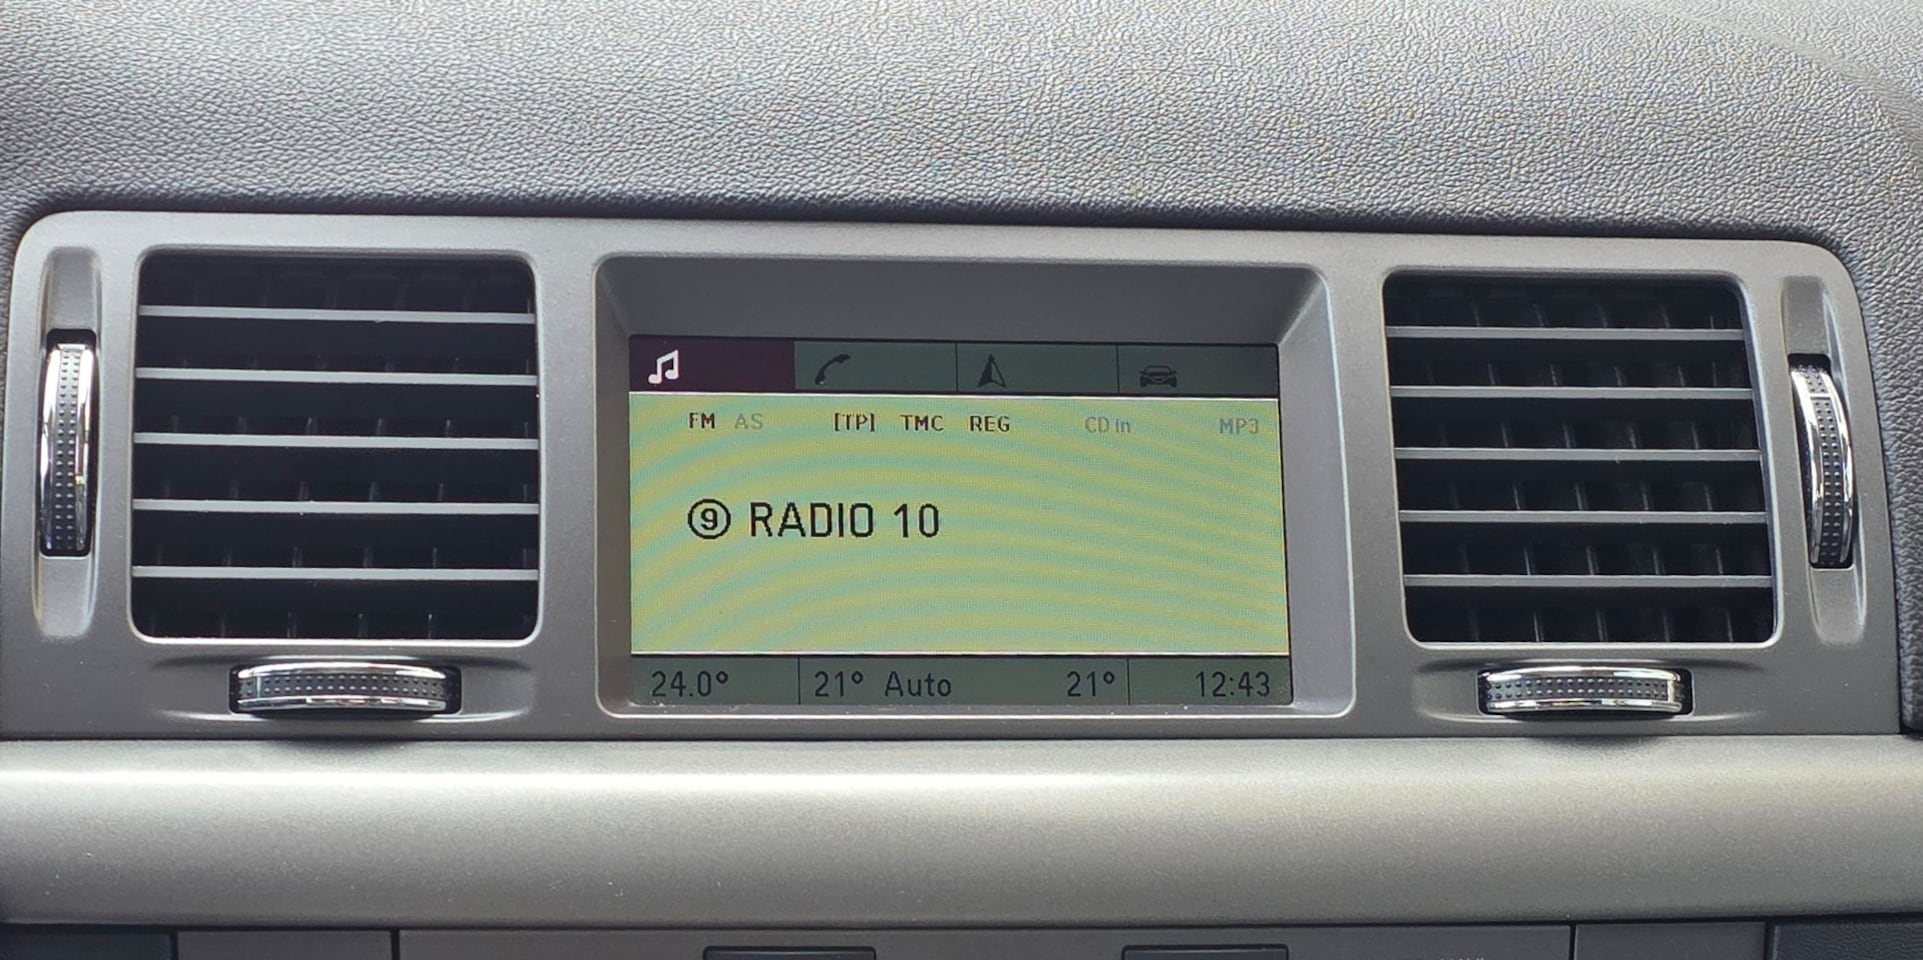 FM AS [TP] TMC REG CD in MP3
⑨ RADIO 10
24.0° 21° Auto 21° 12:43